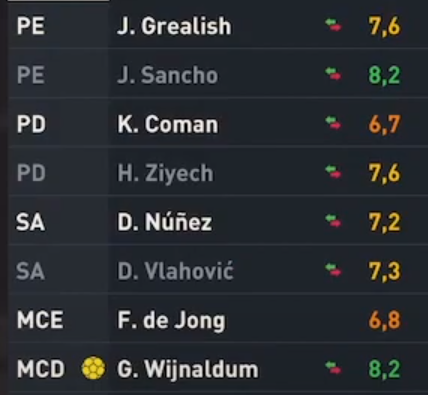 PE J. Grealish 7,6
PE J. Sancho 8,2
PD K. Coman 6,7
PD H. Ziyech 7,6
SA D. Núñez 7,2
SA D. Vlahović 7,3
MCE F. de Jong 6,8
MCD G. Wijnaldum 8,2